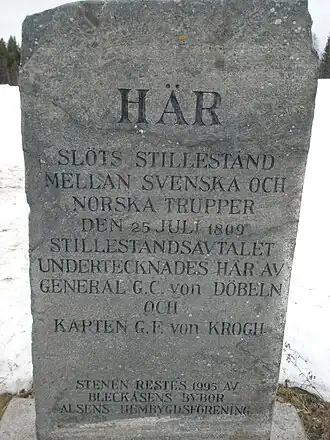 HÄR
SLÖTS STILLESTÅND
MELLAN SVENSKA OCH
NORSKA TRUPPER
DEN 25 JULI 1809
STILLESTÅNDSAVTALET
UNDERTECKNADES HÄR AV
GENERAL G.C. von DÖBELN
OCH
KAPTEN G.F. von KROGH
STENEN RESTES 1995 AV
BLECKÅSENS BYBOR
ALSENS HEMBYGDSFÖRENING